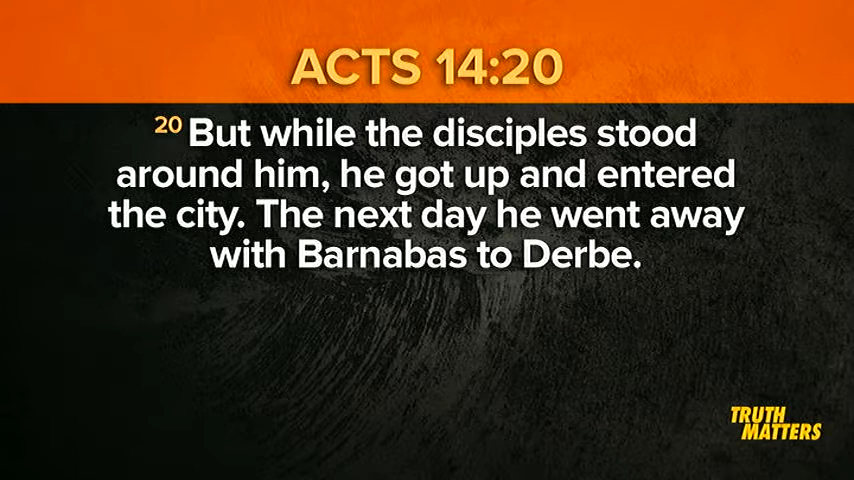 ACTS 14:20
20 But while the disciples stood
around him, he got up and entered
the city. The next day he went away
with Barnabas to Derbe.
TRUTH
MATTERS